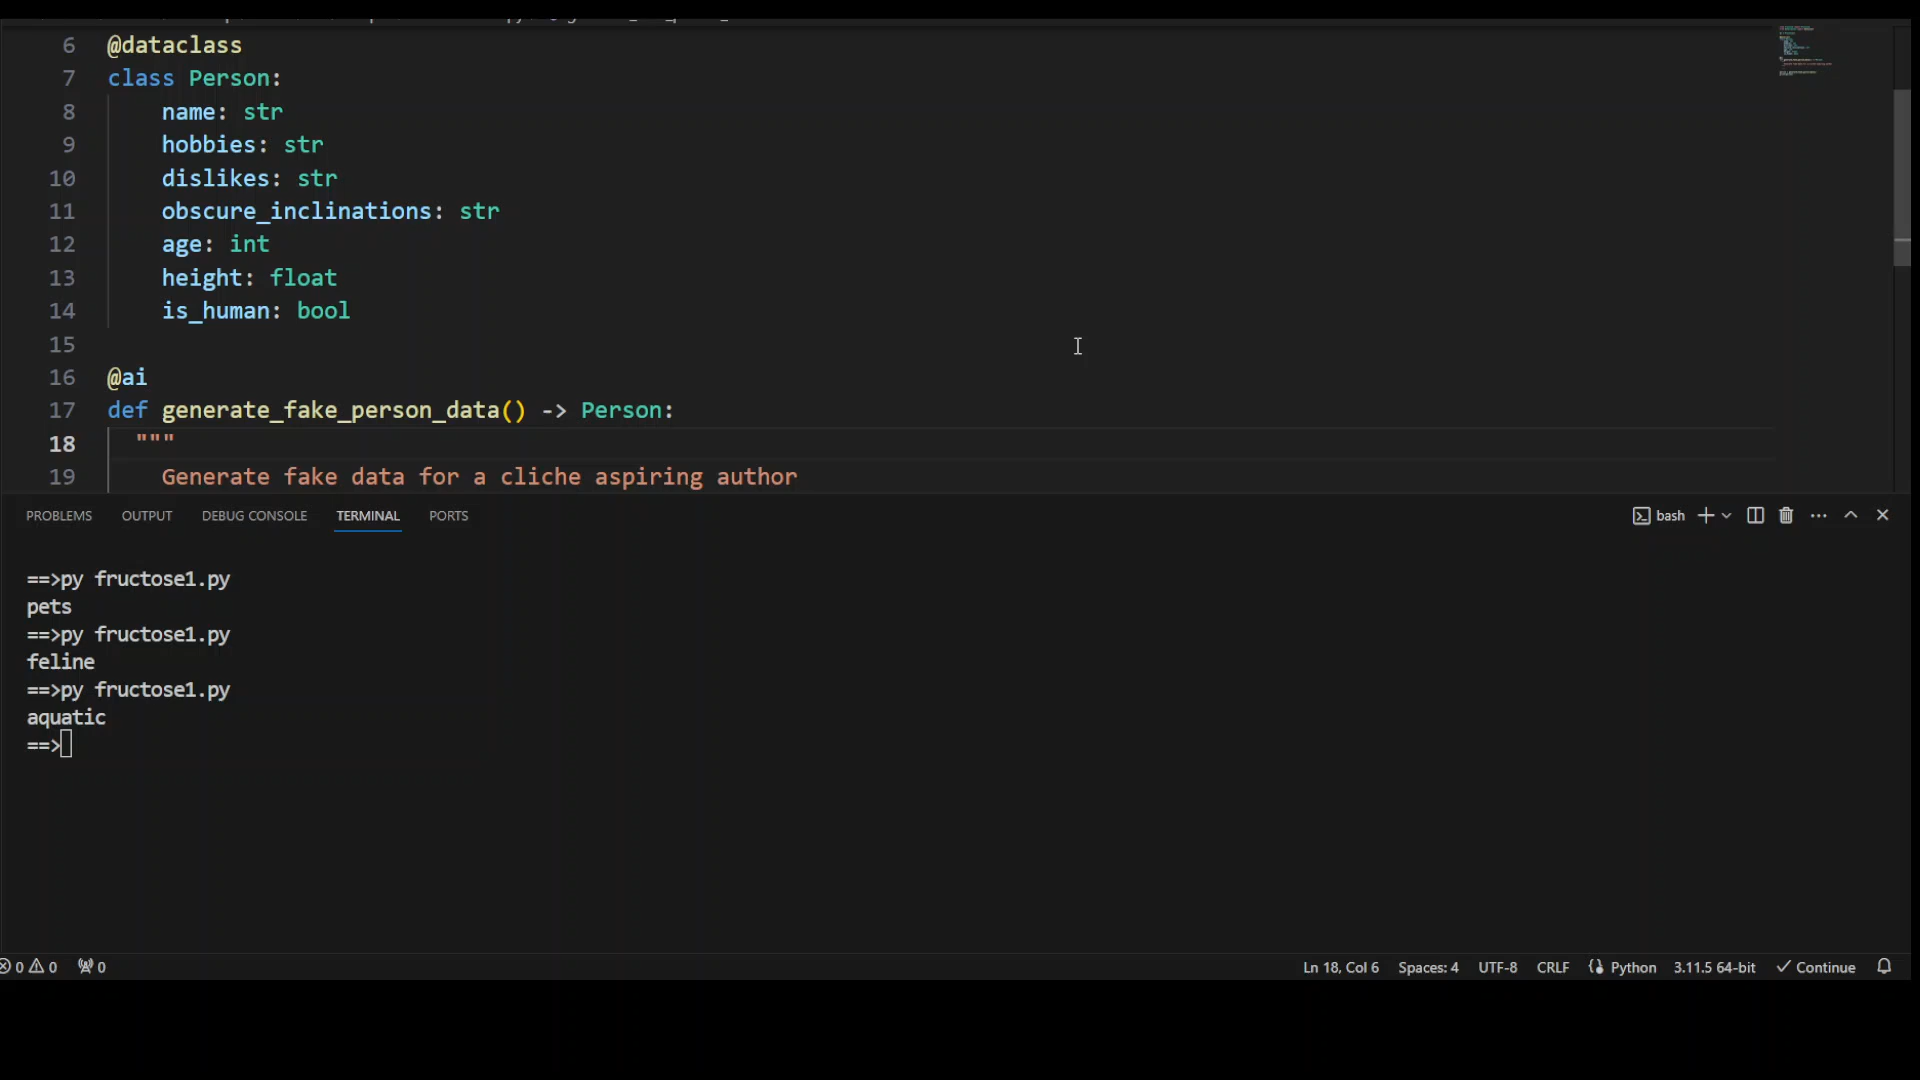 6 @dataclass
7 class Person:
8 name: str
9 hobbies: str
10 dislikes: str
11 obscure_inclinations: str
12 age: int
13 height: float
14 is_human: bool
15
16 @ai
17 def generate_fake_person_data() -> Person:
18 """
19 Generate fake data for a cliche aspiring author
PROBLEMS OUTPUT DEBUG CONSOLE TERMINAL PORTS bash
==>py fructose1.py
pets
==>py fructose1.py
feline
==>py fructose1.py
aquatic
==>
0 0 0 Ln 18, Col 6 Spaces: 4 UTF-8 CRLF Python 3.11.5 64-bit Continue